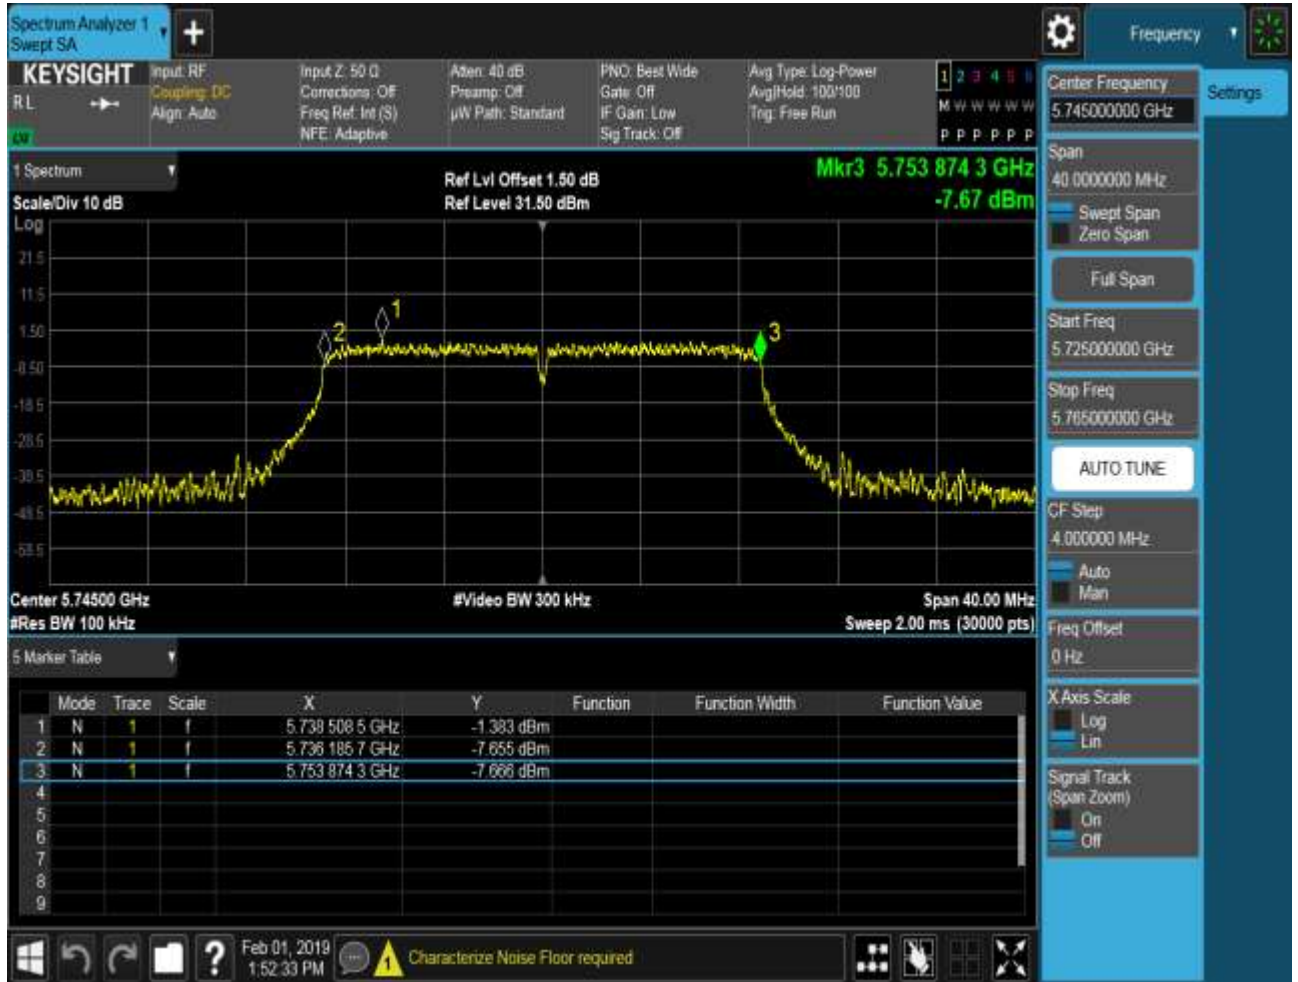 Spectrum Analyzer 1
Swept SA
+
Frequency
KEYSIGHT
RL
Input: RF
Coupling: DC
Align: Auto
Input Z: 50 Ω
Corrections: Off
Freq Ref: Int (S)
NFE: Adaptive
Atten: 40 dB
Preamp: Off
µW Path: Standard
PNO: Best Wide
Gate: Off
IF Gain: Low
Sig Track: Off
Avg Type: Log-Power
Avg|Hold: 100/100
Trig: Free Run
1 2 3 4 5 6
M W W W W W
P P P P P P
1 Spectrum
Scale/Div 10 dB
Log
Ref Lvl Offset 1.50 dB
Ref Level 31.50 dBm
Mkr3 5.753 874 3 GHz
-7.67 dBm
21.5
11.5
1.50
-8.50
-18.5
-28.5
-38.5
-48.5
-58.5
1
2
3
Center 5.74500 GHz
#Res BW 100 kHz
#Video BW 300 kHz
Span 40.00 MHz
Sweep 2.00 ms (30000 pts)
5 Marker Table
Mode Trace Scale X Y Function Function Width Function Value
1 N 1 f 5.738 508 5 GHz -1.383 dBm
2 N 1 f 5.736 185 7 GHz -7.655 dBm
3 N 1 f 5.753 874 3 GHz -7.666 dBm
4
5
6
7
8
9
Center Frequency
5.745000000 GHz
Settings
Span
40.0000000 MHz
Swept Span
Zero Span
Full Span
Start Freq
5.725000000 GHz
Stop Freq
5.765000000 GHz
AUTO TUNE
CF Step
4.000000 MHz
Auto
Man
Freq Offset
0 Hz
X Axis Scale
Log
Lin
Signal Track
(Span Zoom)
On
Off
?
Feb 01, 2019
1:52:33 PM
1
Characterize Noise Floor required